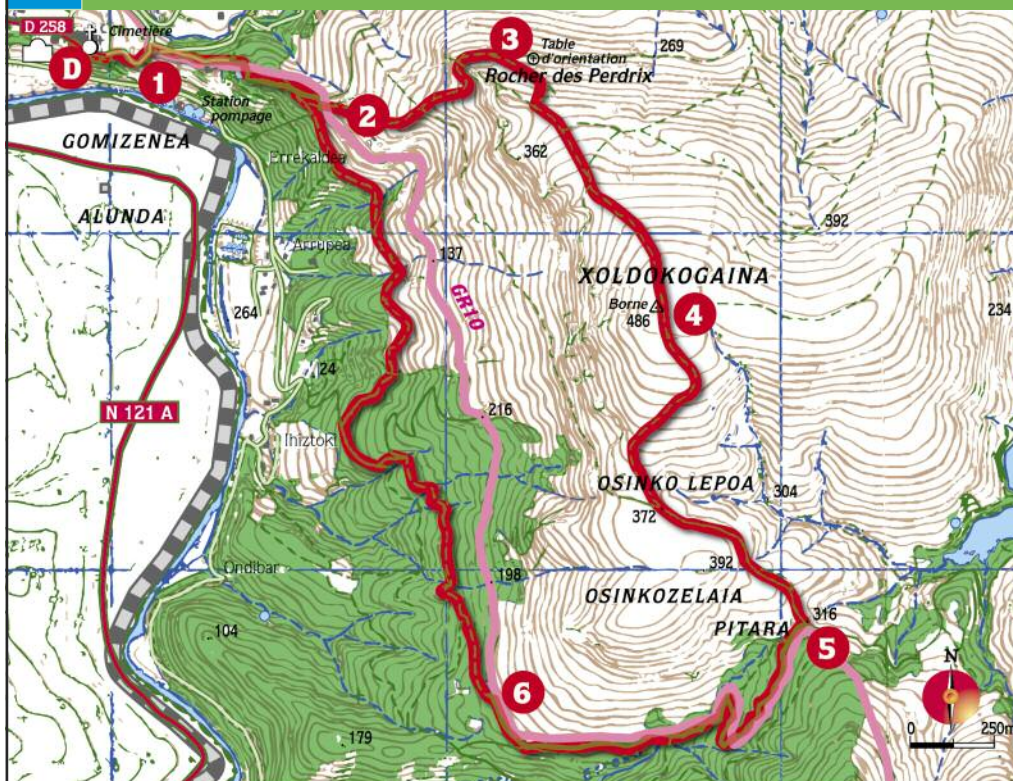 D 258
Cimetière
D
1
Station
pompage
GOMIZENEA
ALUNDA
2
3
Table
d'orientation
Rocher des Perdrix
269
362
392
Errekaldea
Arrupea
137
GR10
264
24
XOLDOKOGAINA
Borne
486
4
234
N 121 A
216
Ihiztoki
OSINKO LEPOA
304
372
Ondibar
198
392
OSINKOZELAIA
PITARA
316
5
104
6
179
N
0 250m